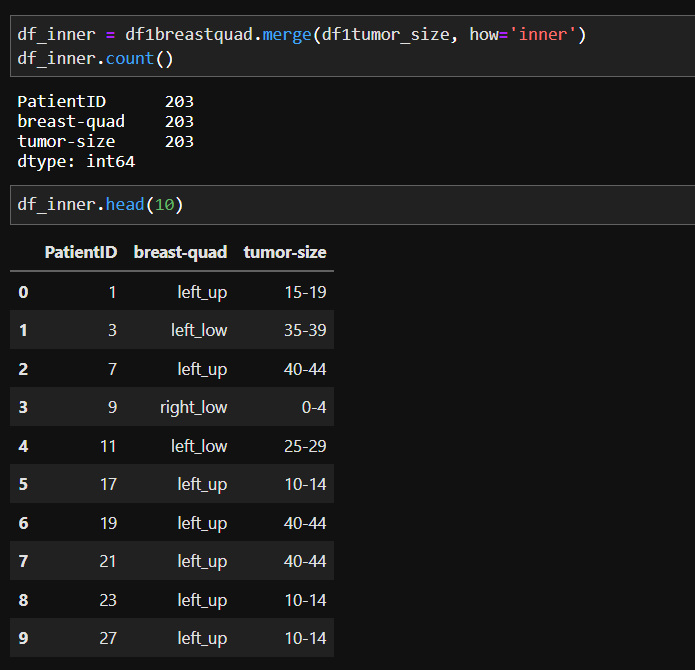 df_inner = df1breastquad.merge(df1tumor_size, how='inner')
df_inner.count()
PatientID 203
breast-quad 203
tumor-size 203
dtype: int64
df_inner.head(10)
PatientID breast-quad tumor-size
0 1 left_up 15-19
1 3 left_low 35-39
2 7 left_up 40-44
3 9 right_low 0-4
4 11 left_low 25-29
5 17 left_up 10-14
6 19 left_up 40-44
7 21 left_up 40-44
8 23 left_up 10-14
9 27 left_up 10-14